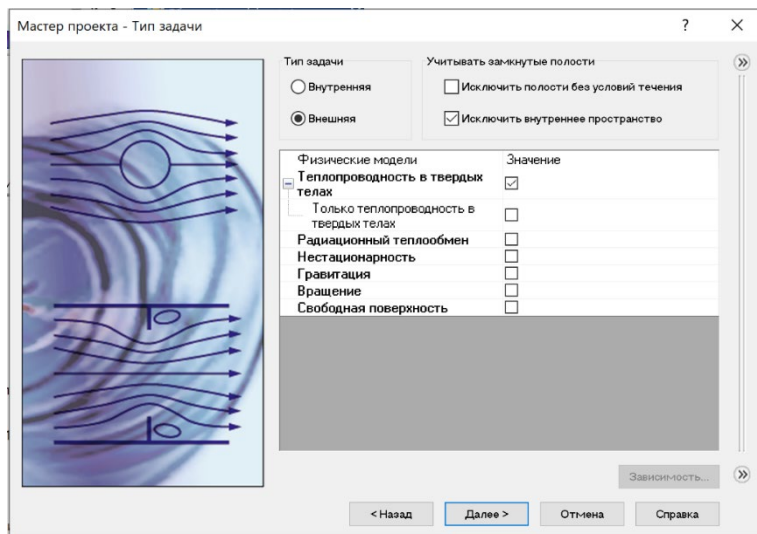 Мастер проекта - Тип задачи
?
Тип задачи
Внутренняя
Внешняя
Учитывать замкнутые полости
Исключить полости без условий течения
Исключить внутреннее пространство
Физические модели Значение
Теплопроводность в твердых
телах
Только теплопроводность в
твердых телах
Радиационный теплообмен
Нестационарность
Гравитация
Вращение
Свободная поверхность
Зависимость...
< Назад
Далее >
Отмена
Справка